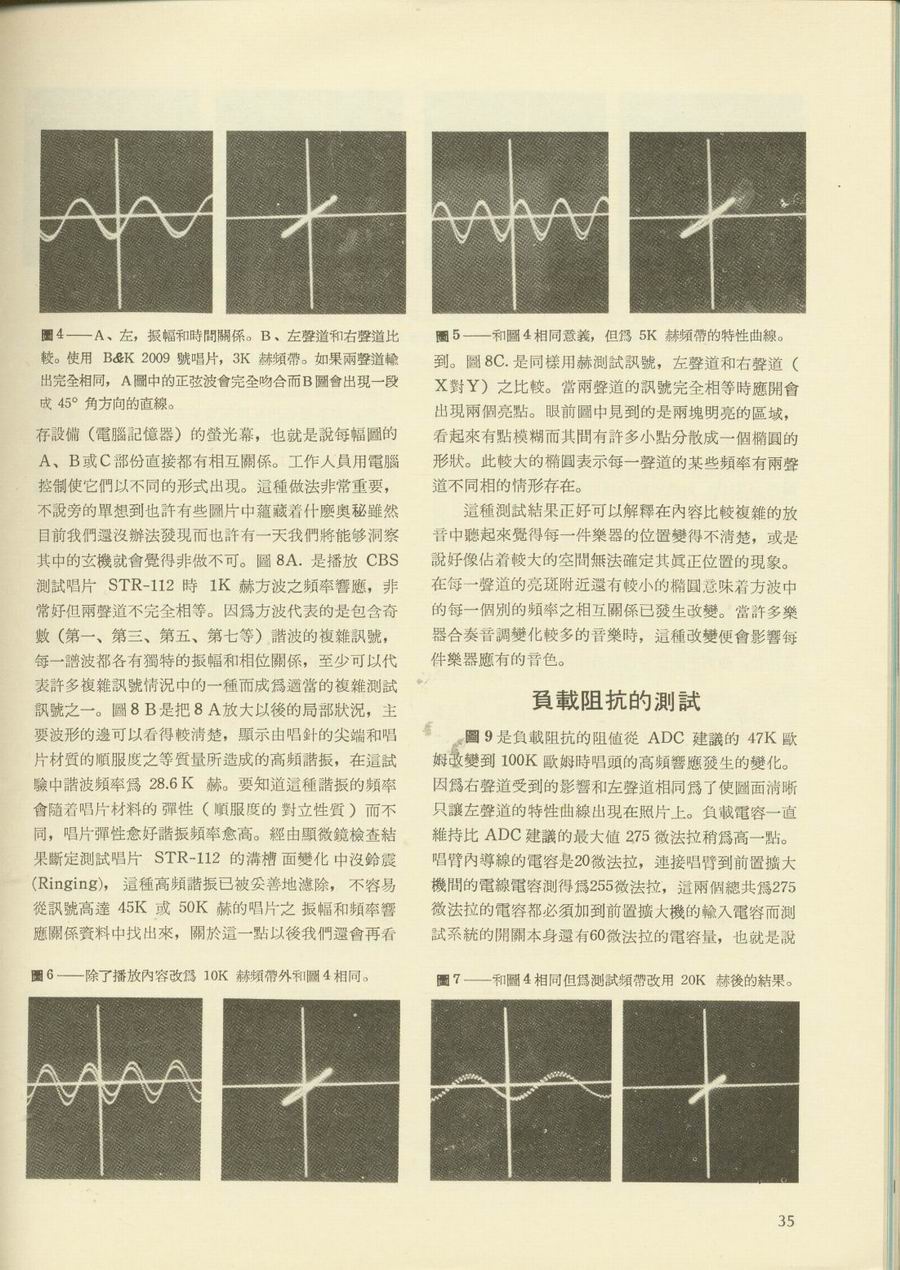 圖4——A、左，振幅和時間關係。B、左聲道和右聲道比
較。使用 B&K 2009 號唱片，3K 赫頻帶。如果兩聲道輸
出完全相同，A圖中的正弦波會完全吻合而B圖會出現一段
成 45° 角方向的直線。
存設備（電腦記憶器）的螢光幕，也就是說每幅圖的
A、B或C部份直接都有相互關係。工作人員用電腦
控制使它們以不同的形式出現。這種做法非常重要，
不說旁的單想到也許有些圖片中蘊藏着什麽奧秘雖然
目前我們還沒辦法發現而也許有一天我們將能够洞察
其中的玄機就會覺得非做不可。圖 8A. 是播放 CBS
測試唱片 STR-112 時 1K 赫方波之頻率響應，非
常好但兩聲道不完全相等。因爲方波代表的是包含奇
數（第一、第三、第五、第七等）諧波的複雜訊號，
每一諧波都各有獨特的振幅和相位關係，至少可以代
表許多複雜訊號情況中的一種而成爲適當的複雜測試
訊號之一。圖 8 B是把 8 A放大以後的局部狀況，主
要波形的邊可以看得較清楚，顯示由唱針的尖端和唱
片材質的順服度之等質量所造成的高頻諧振，在這試
驗中諧波頻率爲 28.6 K 赫。要知道這種諧振的頻率
會隨着唱片材料的 彈性（ 順服度的 對立性質 ）而不
同，唱片彈性愈好諧振頻率愈高。經由顯微鏡檢查結
果斷定測試唱片 STR-112 的溝槽 面變化 中沒鈴震
(Ringing)， 這種高頻諧振已被妥善地濾除， 不容易
從訊號高達 45K 或 50K 赫的唱片之 振幅和頻率響
應關係資料中找出來，關於這一點以後我們還會再看
圖5——和圖4相同意義，但爲 5K 赫頻帶的特性曲線。
到。圖 8C. 是同樣用赫測試訊號，左聲道和右聲道（
X對Y）之比較。當兩聲道的訊號完全相等時應開會
出現兩個亮點。眼前圖中見到的是兩塊明亮的區域，
看起來有點模糊而其間有許多小點分散成一個橢圓的
形狀。此較大的橢圓表示每一聲道的某些頻率有兩聲
道不同相的情形存在。
這種測試結果正好可以解釋在內容比較複雜的放
音中聽起來覺得每一件樂器的位置變得不清楚，或是
說好像佔着較大的空間無法確定其眞正位置的現象。
在每一聲道的亮斑附近還有較小的橢圓意味着方波中
的每一個別的頻率之相互關係已發生改變。當許多樂
器合奏音調變化較多的音樂時，這種改變便會影響每
件樂器應有的音色。
負載阻抗的測試
圖 9 是負載阻抗的阻値從 ADC 建議的 47K 歐
姆改變到 100K 歐姆時唱頭的高頻響應發生的變化。
因爲右聲道受到的影響和左聲道相同爲了使圖面清晰
只讓左聲道的特性曲線出現在照片上。負載電容一直
維持比 ADC 建議的最大値 275 微法拉稍爲高一點。
唱臂內導線的電容是20微法拉，連接唱臂到前置擴大
機間的電線電容測得爲255微法拉，這兩個總共爲275
微法拉的電容都必須加到前置擴大機的輸入電容而測
試系統的開關本身還有60微法拉的電容量，也就是說
圖6——除了播放內容改爲 10K 赫頻帶外和圖4相同。
圖7——和圖4相同但爲測試頻帶改用 20K 赫後的結果。
35